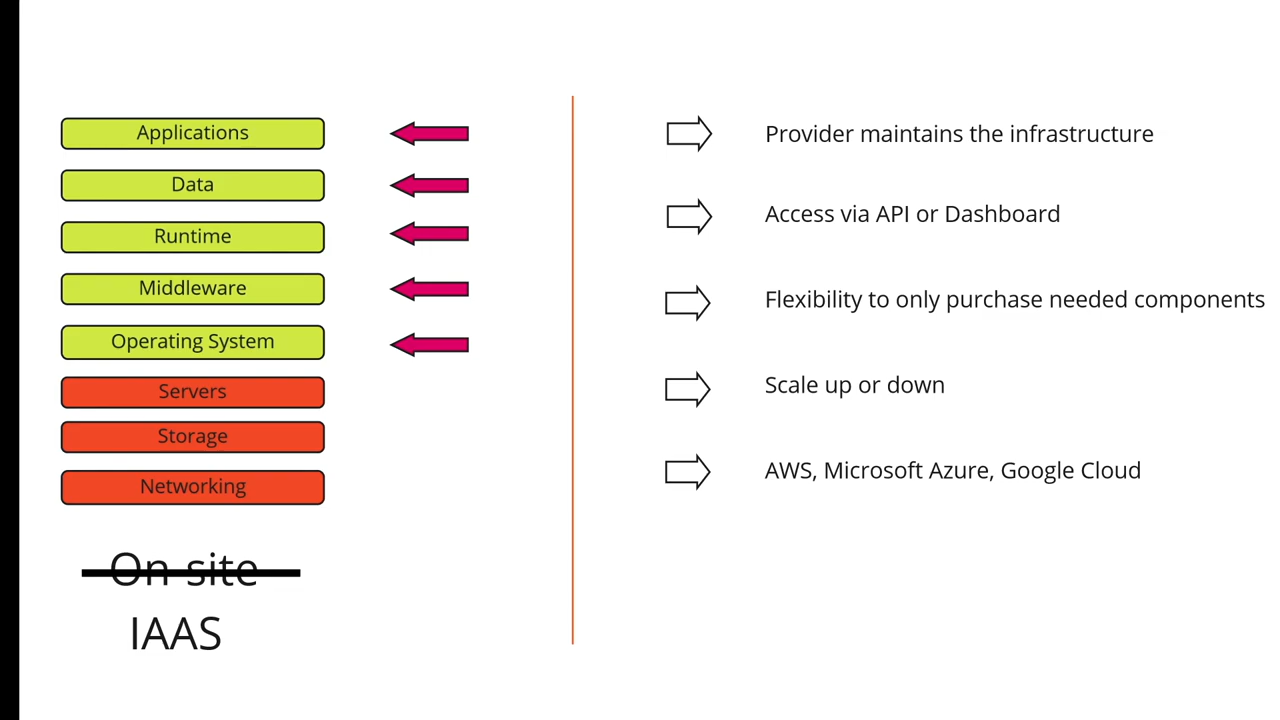 Applications
Data
Runtime
Middleware
Operating System
Servers
Storage
Networking
On-site
IAAS
Provider maintains the infrastructure
Access via API or Dashboard
Flexibility to only purchase needed components
Scale up or down
AWS, Microsoft Azure, Google Cloud